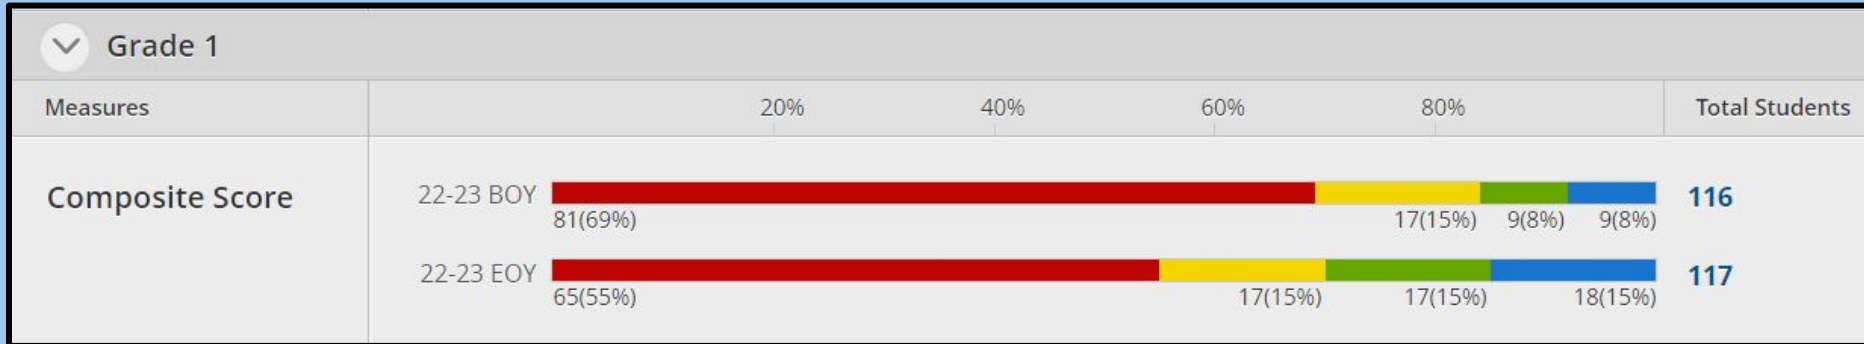 Grade 1
Measures 20% 40% 60% 80% Total Students
Composite Score 22-23 BOY 116
81(69%) 17(15%) 9(8%) 9(8%)
22-23 EOY 117
65(55%) 17(15%) 17(15%) 18(15%)